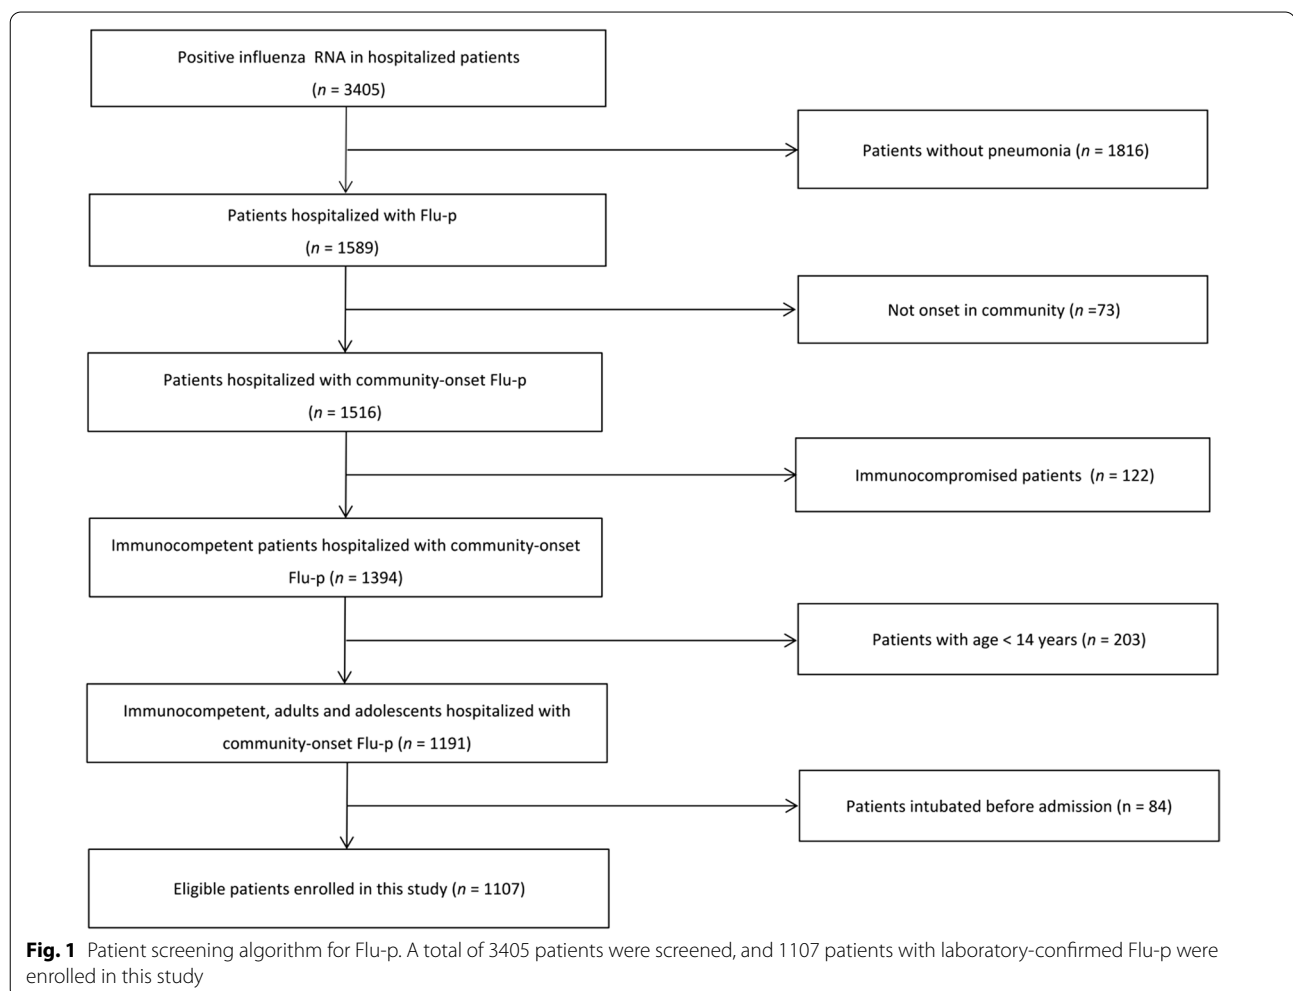 Positive influenza RNA in hospitalized patients
(n = 3405)
Patients without pneumonia (n = 1816)
Patients hospitalized with Flu-p
(n = 1589)
Not onset in community (n =73)
Patients hospitalized with community-onset Flu-p
(n = 1516)
Immunocompromised patients (n = 122)
Immunocompetent patients hospitalized with community-onset
Flu-p (n = 1394)
Patients with age < 14 years (n = 203)
Immunocompetent, adults and adolescents hospitalized with
community-onset Flu-p (n = 1191)
Patients intubated before admission (n = 84)
Eligible patients enrolled in this study (n = 1107)
Fig. 1 Patient screening algorithm for Flu-p. A total of 3405 patients were screened, and 1107 patients with laboratory-confirmed Flu-p were
enrolled in this study